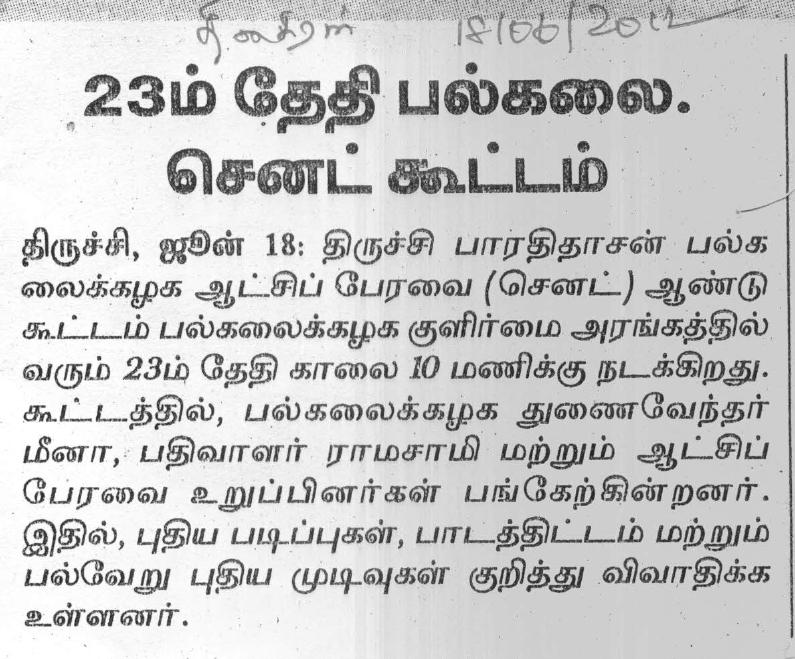 தினகரன் 18/06/2012
23ம் தேதி பல்கலை.
செனட் கூட்டம்
திருச்சி, ஜூன் 18: திருச்சி பாரதிதாசன் பல்க
லைக்கழக ஆட்சிப் பேரவை (செனட்) ஆண்டு
கூட்டம் பல்கலைக்கழக குளிர்மை அரங்கத்தில்
வரும் 23ம் தேதி காலை 10 மணிக்கு நடக்கிறது.
கூட்டத்தில், பல்கலைக்கழக துணைவேந்தர்
மீனா, பதிவாளர் ராமசாமி மற்றும் ஆட்சிப்
பேரவை உறுப்பினர்கள் பங்கேற்கின்றனர்.
இதில், புதிய படிப்புகள், பாடத்திட்டம் மற்றும்
பல்வேறு புதிய முடிவுகள் குறித்து விவாதிக்க
உள்ளனர்.